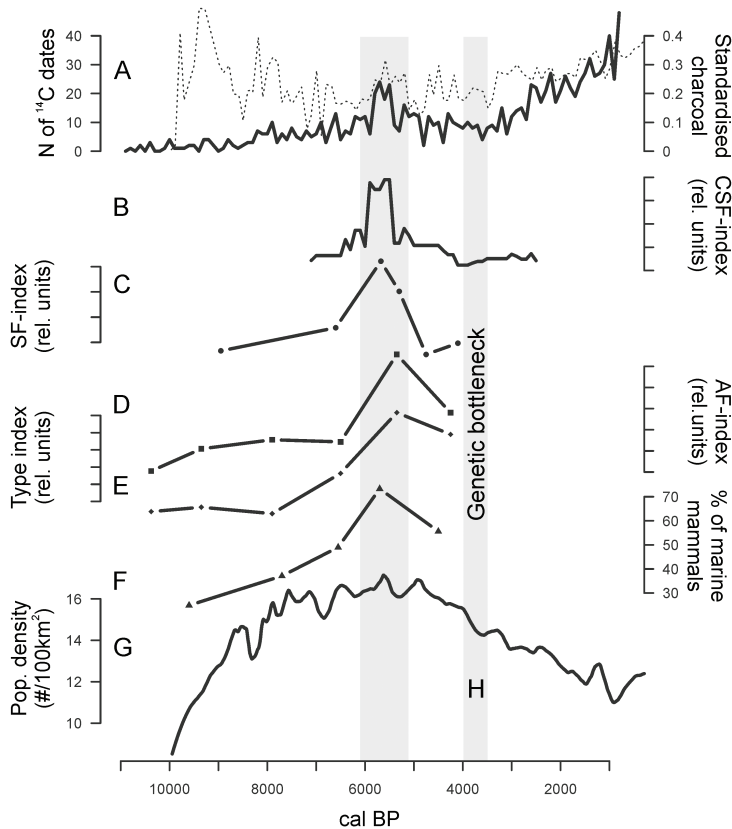 A
N of ¹⁴C dates
40
30
20
10
0
0.4
0.3
0.2
0.1
0
Standardised
charcoal
B
CSF-index
(rel. units)
C
SF-index
(rel. units)
D
AF-index
(rel.units)
Type index
(rel. units)
E
Genetic bottleneck
F
70
60
50
40
30
% of marine
mammals
G
Pop. density
(#/100km²)
16
14
12
10
H
10000 8000 6000 4000 2000
cal BP